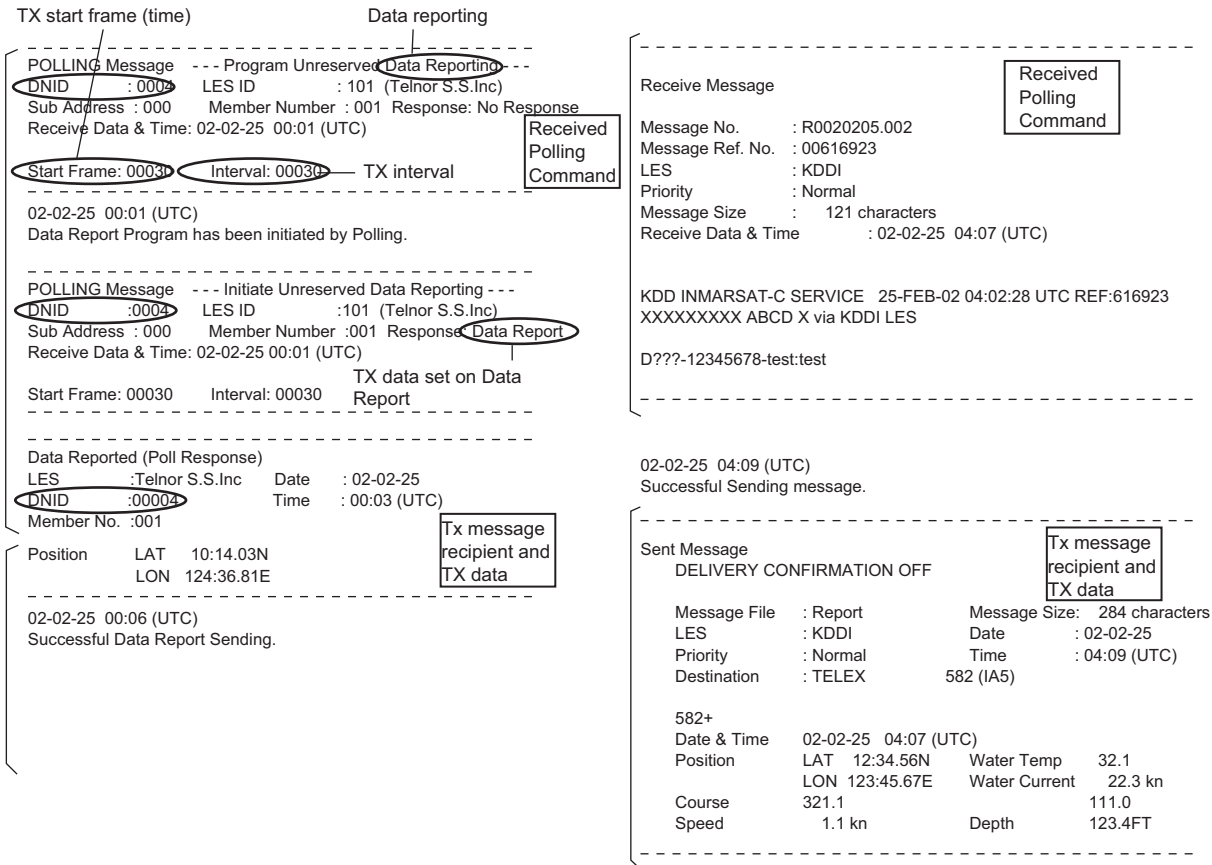 TX start frame (time)
Data reporting
POLLING Message - - - Program Unreserved Data Reporting - - -
DNID : 0004 LES ID : 101 (Telnor S.S.Inc)
Sub Address : 000 Member Number : 001 Response: No Response
Receive Data & Time: 02-02-25 00:01 (UTC)
Received
Polling
Command
Start Frame: 00030 Interval: 00030
TX interval
02-02-25 00:01 (UTC)
Data Report Program has been initiated by Polling.
POLLING Message - - - Initiate Unreserved Data Reporting - - -
DNID :0004 LES ID :101 (Telnor S.S.Inc)
Sub Address : 000 Member Number :001 Response: Data Report
Receive Data & Time: 02-02-25 00:01 (UTC)
TX data set on Data
Report
Start Frame: 00030 Interval: 00030
Data Reported (Poll Response)
LES :Telnor S.S.Inc Date : 02-02-25
DNID :00004 Time : 00:03 (UTC)
Member No. :001
Tx message
recipient and
TX data
Position LAT 10:14.03N
LON 124:36.81E
02-02-25 00:06 (UTC)
Successful Data Report Sending.
Receive Message
Received
Polling
Command
Message No. : R0020205.002
Message Ref. No. : 00616923
LES : KDDI
Priority : Normal
Message Size : 121 characters
Receive Data & Time : 02-02-25 04:07 (UTC)
KDD INMARSAT-C SERVICE 25-FEB-02 04:02:28 UTC REF:616923
XXXXXXXXX ABCD X via KDDI LES
D???-12345678-test:test
02-02-25 04:09 (UTC)
Successful Sending message.
Sent Message
DELIVERY CONFIRMATION OFF
Tx message
recipient and
TX data
Message File : Report Message Size: 284 characters
LES : KDDI Date : 02-02-25
Priority : Normal Time : 04:09 (UTC)
Destination : TELEX 582 (IA5)
582+
Date & Time 02-02-25 04:07 (UTC)
Position LAT 12:34.56N Water Temp 32.1
LON 123:45.67E Water Current 22.3 kn
Course 321.1 111.0
Speed 1.1 kn Depth 123.4FT